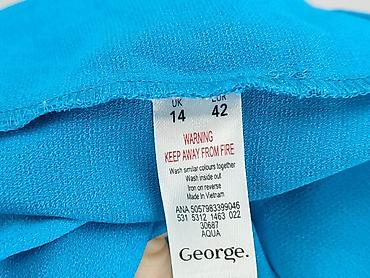 UK EUR
14 42
WARNING
KEEP AWAY FROM FIRE
Wash similar colours together
Wash inside out
Iron on reverse
Made in Vietnam
ANA 5057983399046
531 5312 1463 022
30687
AQUA
George.